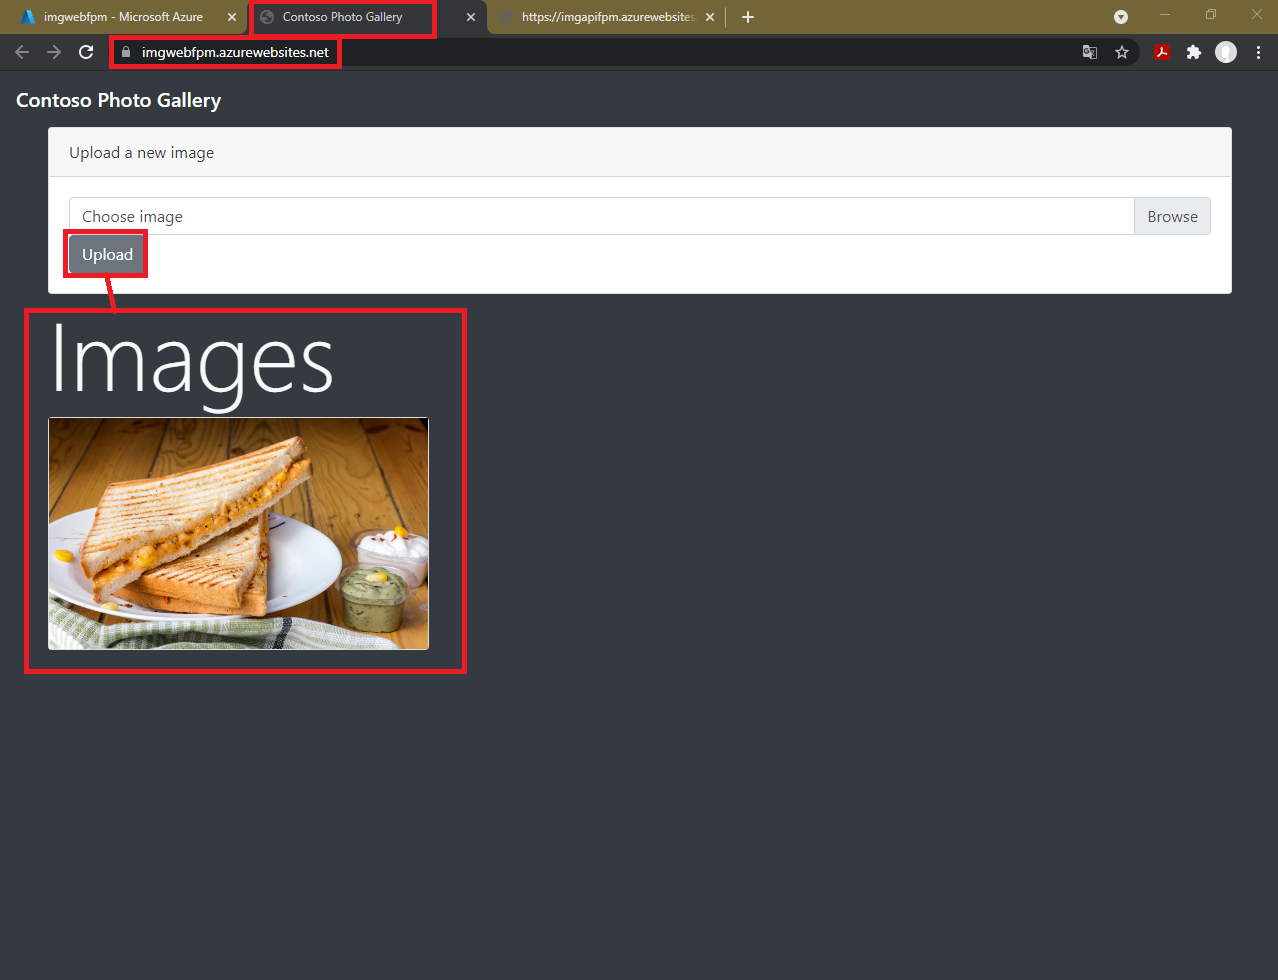 imgwebfpm - Microsoft Azure
Contoso Photo Gallery
https://imgapifpm.azurewebsites.
imgwebfpm.azurewebsites.net
Contoso Photo Gallery
Upload a new image
Choose image
Browse
Upload
Images